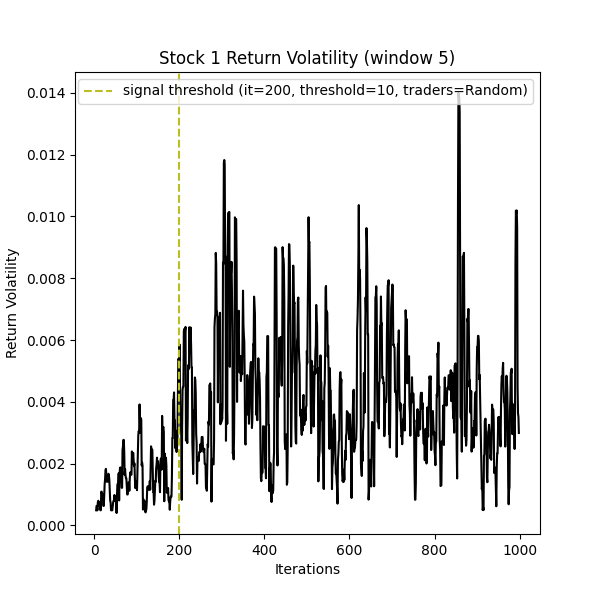 Stock 1 Return Volatility (window 5)
signal threshold (it=200, threshold=10, traders=Random)
0.014
0.012
0.010
0.008
0.006
0.004
0.002
0.000
Return Volatility
0 200 400 600 800 1000
Iterations